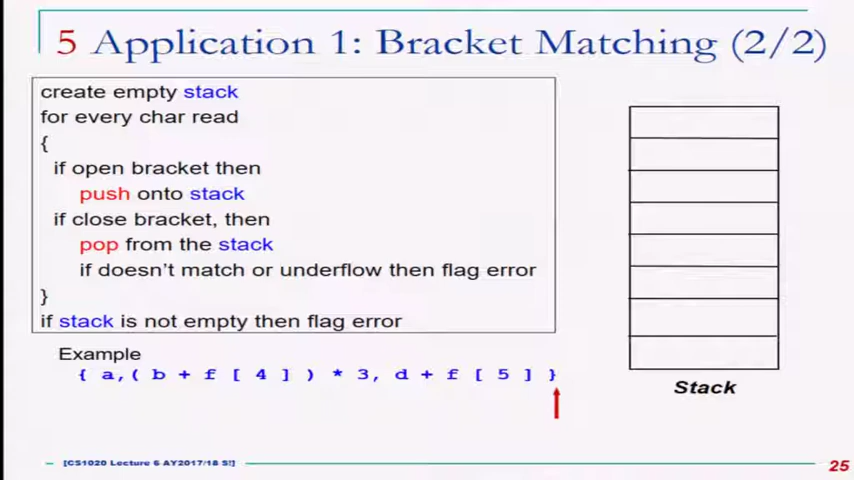 5 Application 1: Bracket Matching (2/2)
create empty stack
for every char read
{
if open bracket then
push onto stack
if close bracket, then
pop from the stack
if doesn't match or underflow then flag error
}
if stack is not empty then flag error
Example
{ a,( b + f [ 4 ] ) * 3, d + f [ 5 ] }
Stack
[CS1020 Lecture 6 AY2017/18 S!]
25